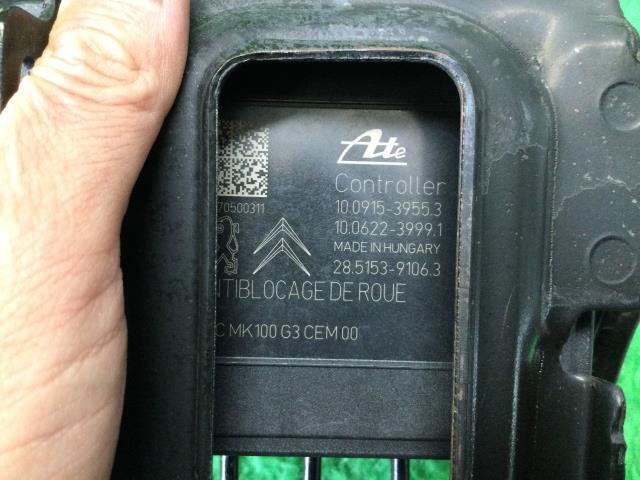 Ate
Controller
70500311
10.0915-3955.3
10.0622-3999.1
MADE IN HUNGARY
28.5153-9106.3
NTIBLOCAGE DE ROUE
C MK100 G3 CEM 00